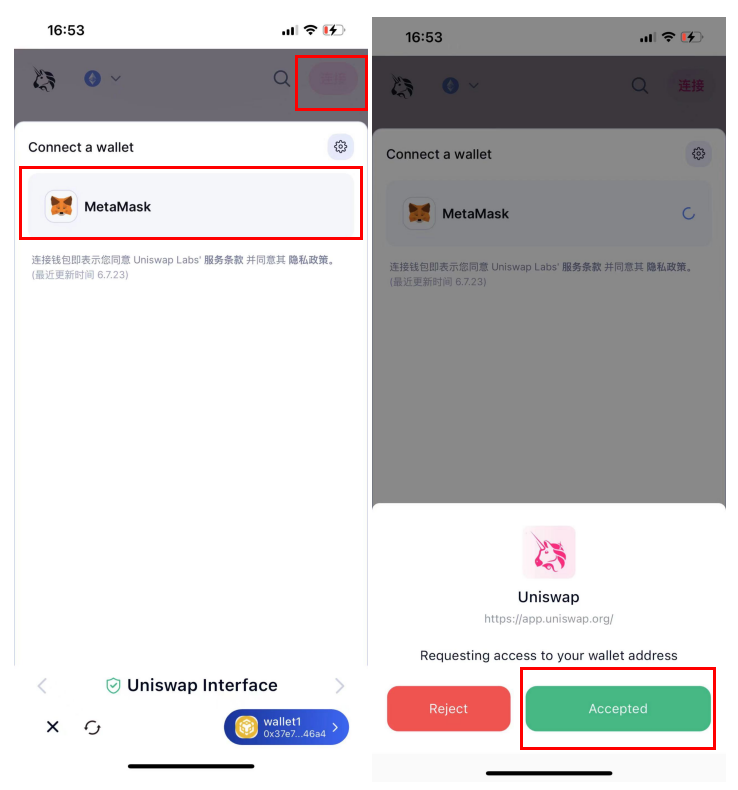 16:53
连接
Connect a wallet
MetaMask
连接钱包即表示您同意 Uniswap Labs' 服务条款 并同意其 隐私政策。
(最近更新时间 6.7.23)
Uniswap Interface
wallet1
0x37e7...46a4
16:53
连接
Connect a wallet
MetaMask
连接钱包即表示您同意 Uniswap Labs' 服务条款 并同意其 隐私政策。
(最近更新时间 6.7.23)
Uniswap
https://app.uniswap.org/
Requesting access to your wallet address
Reject
Accepted